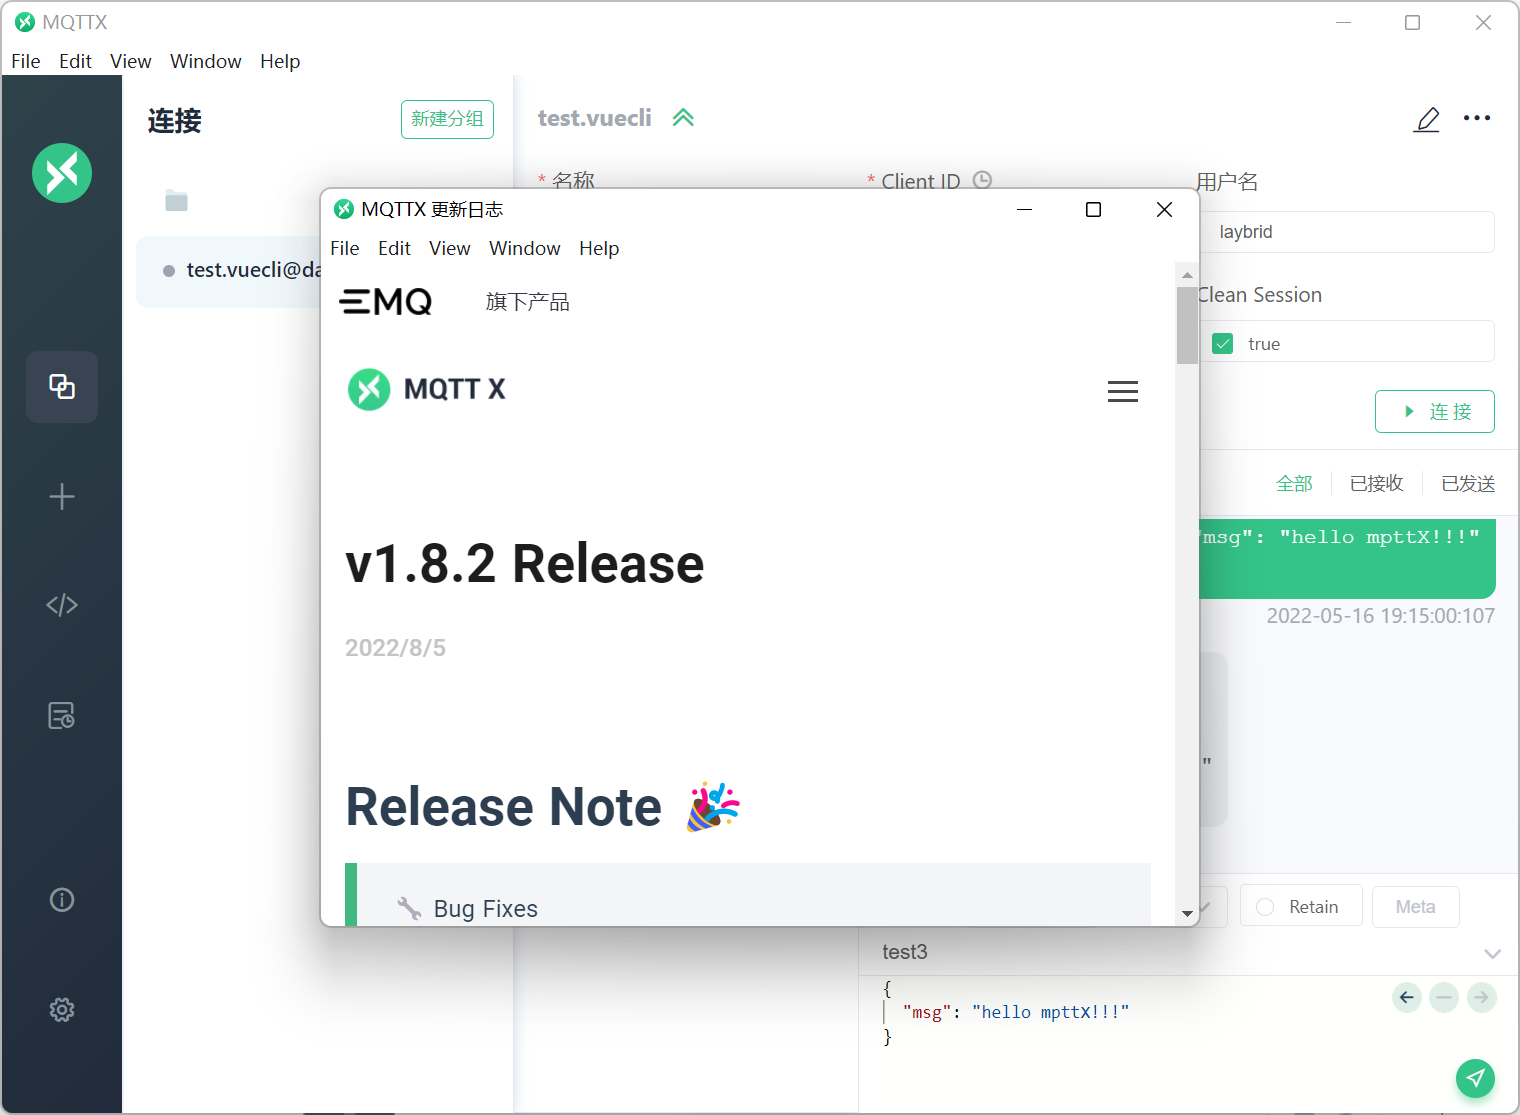 MQTTX
File Edit View Window Help
连接
新建分组
test.vuecli
* 名称
* Client ID
用户名
laybrid
test.vuecli@da
Clean Session
true
连接
全部
已接收
已发送
msg": "hello mpttX!!!"
2022-05-16 19:15:00:107
"
Retain
Meta
test3
{
"msg": "hello mpttX!!!"
}
MQTTX 更新日志
File Edit View Window Help
EMQ
旗下产品
MQTT X
v1.8.2 Release
2022/8/5
Release Note 🎉
🔧 Bug Fixes